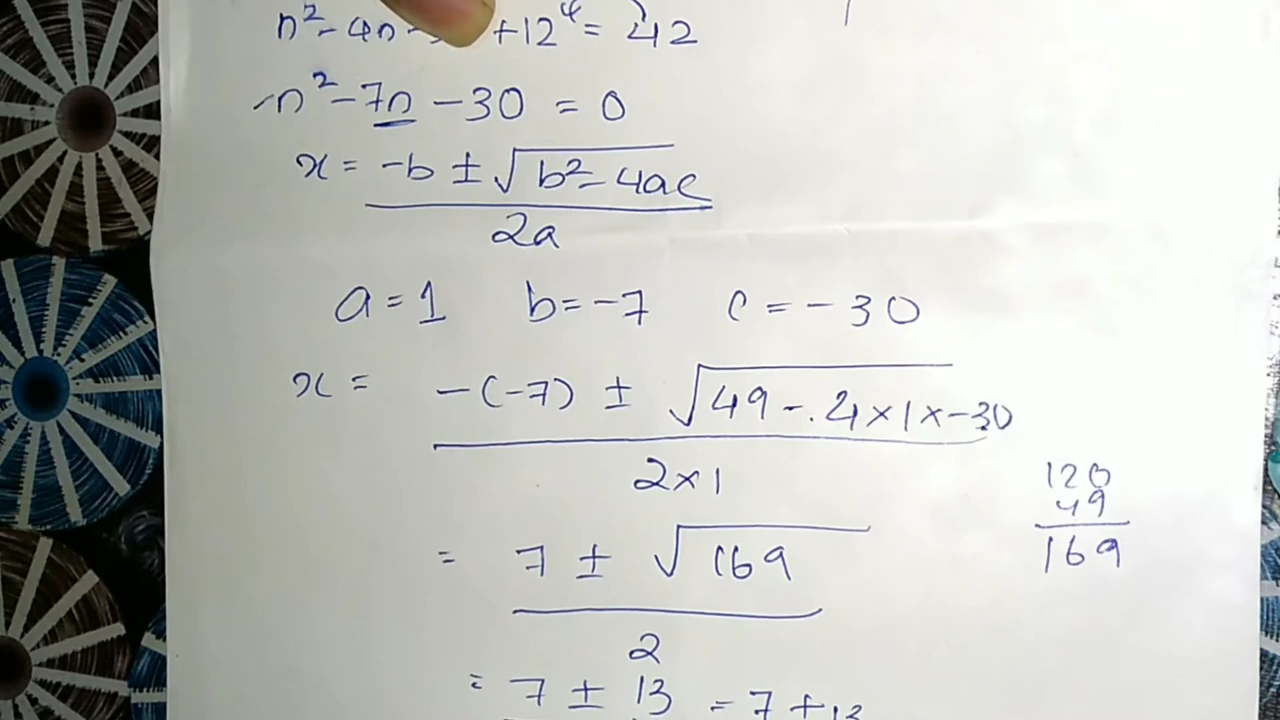 n² - 4n - +12 = 42
n² - 7n - 30 = 0
x = -b ± √b² - 4ac
2a
a = 1 b = -7 c = -30
x = -(-7) ± √49 - 4×1×-30
2×1
120
49
169
= 7 ± √169
2
= 7 ± 13 = 7 + 13